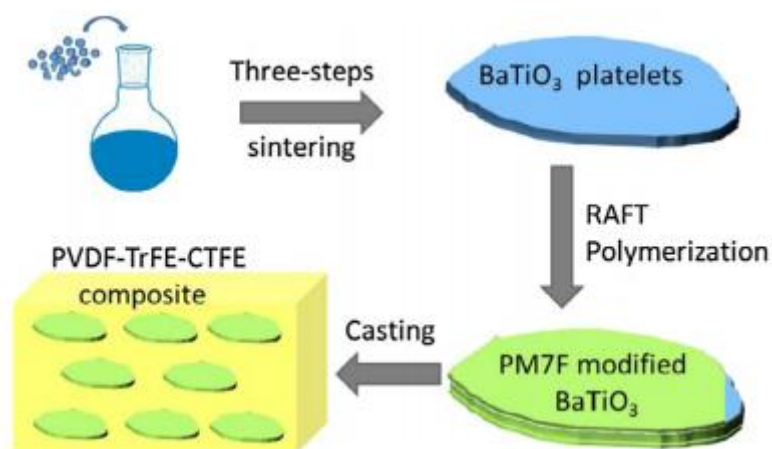 Three-steps
sintering
BaTiO₃ platelets
RAFT
Polymerization
PM7F modified
BaTiO₃
Casting
PVDF-TrFE-CTFE
composite